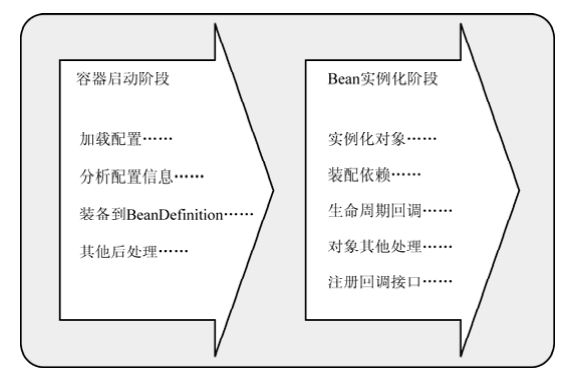 容器启动阶段
加载配置……
分析配置信息……
装备到BeanDefinition……
其他后处理……
Bean实例化阶段
实例化对象……
装配依赖……
生命周期回调……
对象其他处理……
注册回调接口……